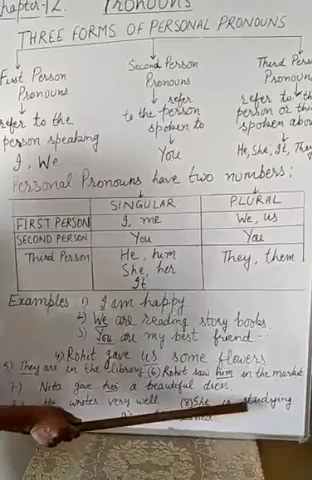 Chapter-12. Pronouns
THREE FORMS OF PERSONAL PRONOUNS
First Person Pronouns
refer to the person speaking
I, We
Second Person Pronouns
refer to the person spoken to
You
Third Person Pronouns
refer to the person or thing spoken about
He, She, It, They
Personal Pronouns have two numbers:
SINGULAR PLURAL
FIRST PERSON I, me We, us
SECOND PERSON You You
Third Person He, him They, them
She, her
It
Examples 1) I am happy
2) We are reading story books.
3) You are my best friend.
4) Rohit gave us some flowers
5) They are in the library (6) Rohit saw him in the market
7) Nita gave her a beautiful dress.
He writes very well (8) She is studying